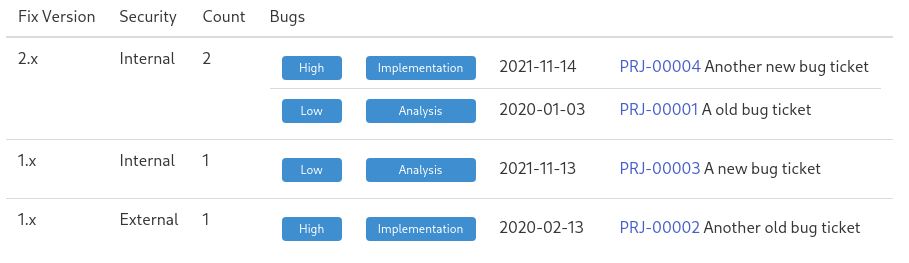 Fix Version Security Count Bugs
2.x Internal 2 High Implementation 2021-11-14 PRJ-00004 Another new bug ticket
Low Analysis 2020-01-03 PRJ-00001 A old bug ticket
1.x Internal 1 Low Analysis 2021-11-13 PRJ-00003 A new bug ticket
1.x External 1 High Implementation 2020-02-13 PRJ-00002 Another old bug ticket